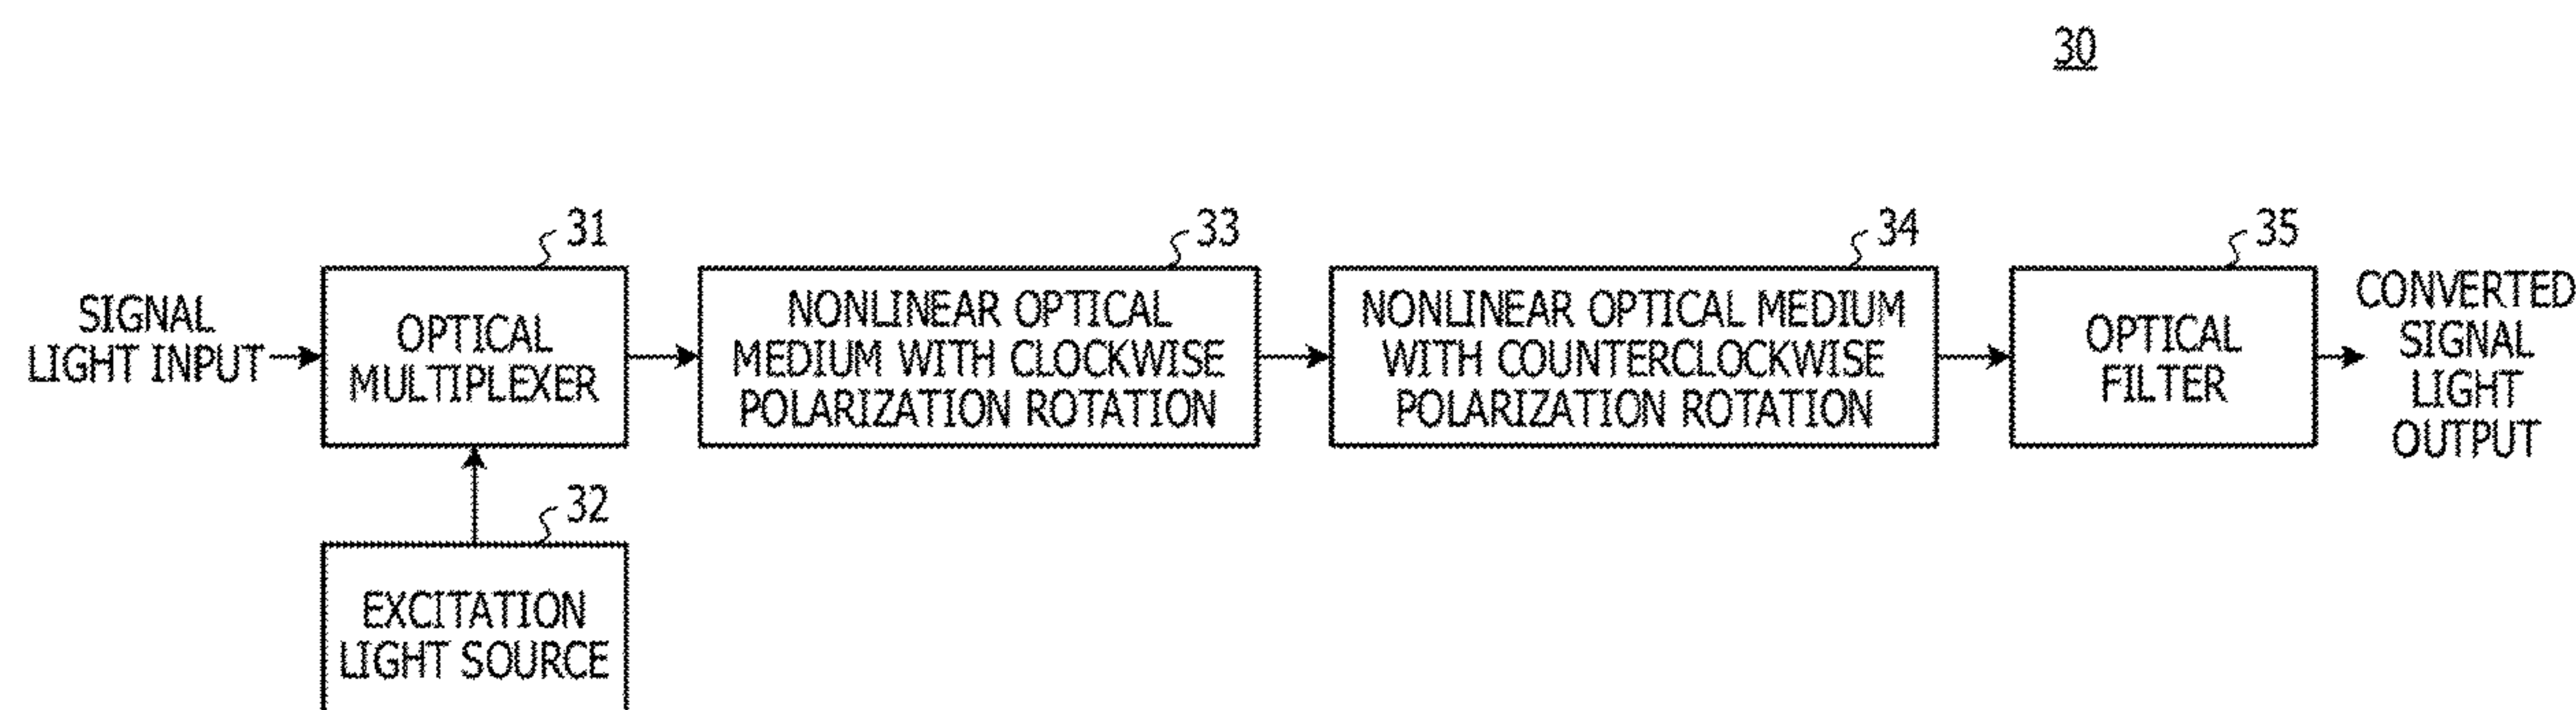 30
31
33
34
35
SIGNAL
LIGHT INPUT
OPTICAL
MULTIPLEXER
NONLINEAR OPTICAL
MEDIUM WITH CLOCKWISE
POLARIZATION ROTATION
NONLINEAR OPTICAL MEDIUM
WITH COUNTERCLOCKWISE
POLARIZATION ROTATION
OPTICAL
FILTER
CONVERTED
SIGNAL
LIGHT
OUTPUT
32
EXCITATION
LIGHT SOURCE